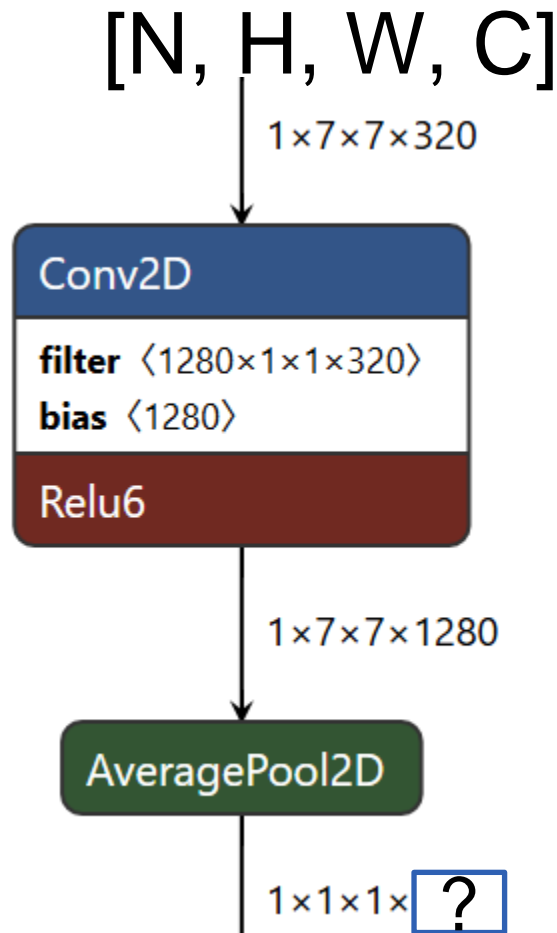 [N, H, W, C]
1×7×7×320
Conv2D
filter〈1280×1×1×320〉
bias〈1280〉
Relu6
1×7×7×1280
AveragePool2D
1×1×1×?